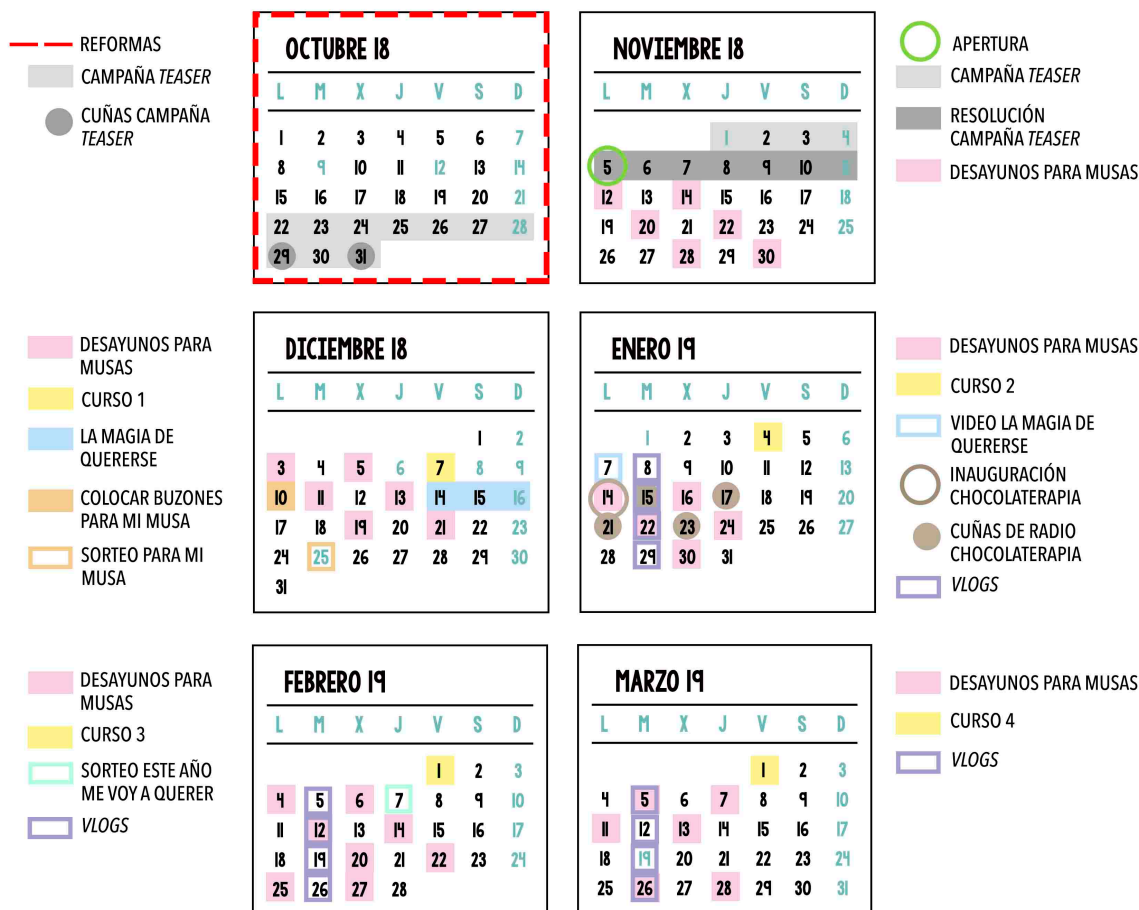 REFORMAS
CAMPAÑA TEASER
CUÑAS CAMPAÑA
TEASER
OCTUBRE 18
L M X J V S D
1 2 3 4 5 6 7
8 9 10 11 12 13 14
15 16 17 18 19 20 21
22 23 24 25 26 27 28
29 30 31
NOVIEMBRE 18
L M X J V S D
1 2 3 4
5 6 7 8 9 10 11
12 13 14 15 16 17 18
19 20 21 22 23 24 25
26 27 28 29 30
APERTURA
CAMPAÑA TEASER
RESOLUCIÓN
CAMPAÑA TEASER
DESAYUNOS PARA MUSAS
DESAYUNOS PARA
MUSAS
CURSO 1
LA MAGIA DE
QUERERSE
COLOCAR BUZONES
PARA MI MUSA
SORTEO PARA MI
MUSA
DICIEMBRE 18
L M X J V S D
1 2
3 4 5 6 7 8 9
10 11 12 13 14 15 16
17 18 19 20 21 22 23
24 25 26 27 28 29 30
31
ENERO 19
L M X J V S D
1 2 3 4 5 6
7 8 9 10 11 12 13
14 15 16 17 18 19 20
21 22 23 24 25 26 27
28 29 30 31
DESAYUNOS PARA MUSAS
CURSO 2
VIDEO LA MAGIA DE
QUERERSE
INAUGURACIÓN
CHOCOLATERAPIA
CUÑAS DE RADIO
CHOCOLATERAPIA
VLOGS
DESAYUNOS PARA
MUSAS
CURSO 3
SORTEO ESTE AÑO
ME VOY A QUERER
VLOGS
FEBRERO 19
L M X J V S D
1 2 3
4 5 6 7 8 9 10
11 12 13 14 15 16 17
18 19 20 21 22 23 24
25 26 27 28
MARZO 19
L M X J V S D
1 2 3
4 5 6 7 8 9 10
11 12 13 14 15 16 17
18 19 20 21 22 23 24
25 26 27 28 29 30 31
DESAYUNOS PARA MUSAS
CURSO 4
VLOGS